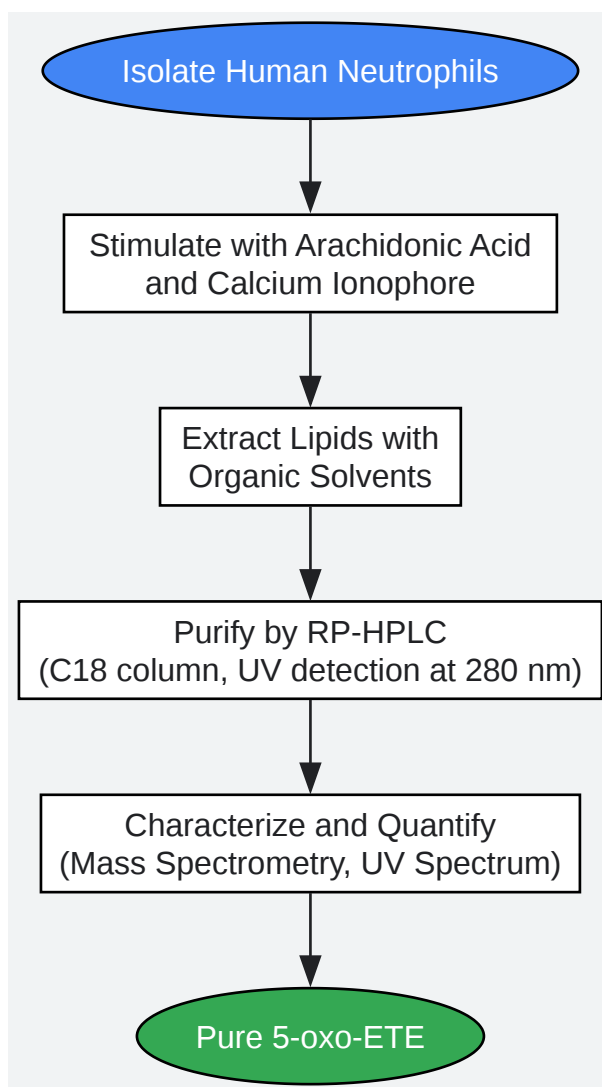 Isolate Human Neutrophils
Stimulate with Arachidonic Acid
and Calcium Ionophore
Extract Lipids with
Organic Solvents
Purify by RP-HPLC
(C18 column, UV detection at 280 nm)
Characterize and Quantify
(Mass Spectrometry, UV Spectrum)
Pure 5-oxo-ETE